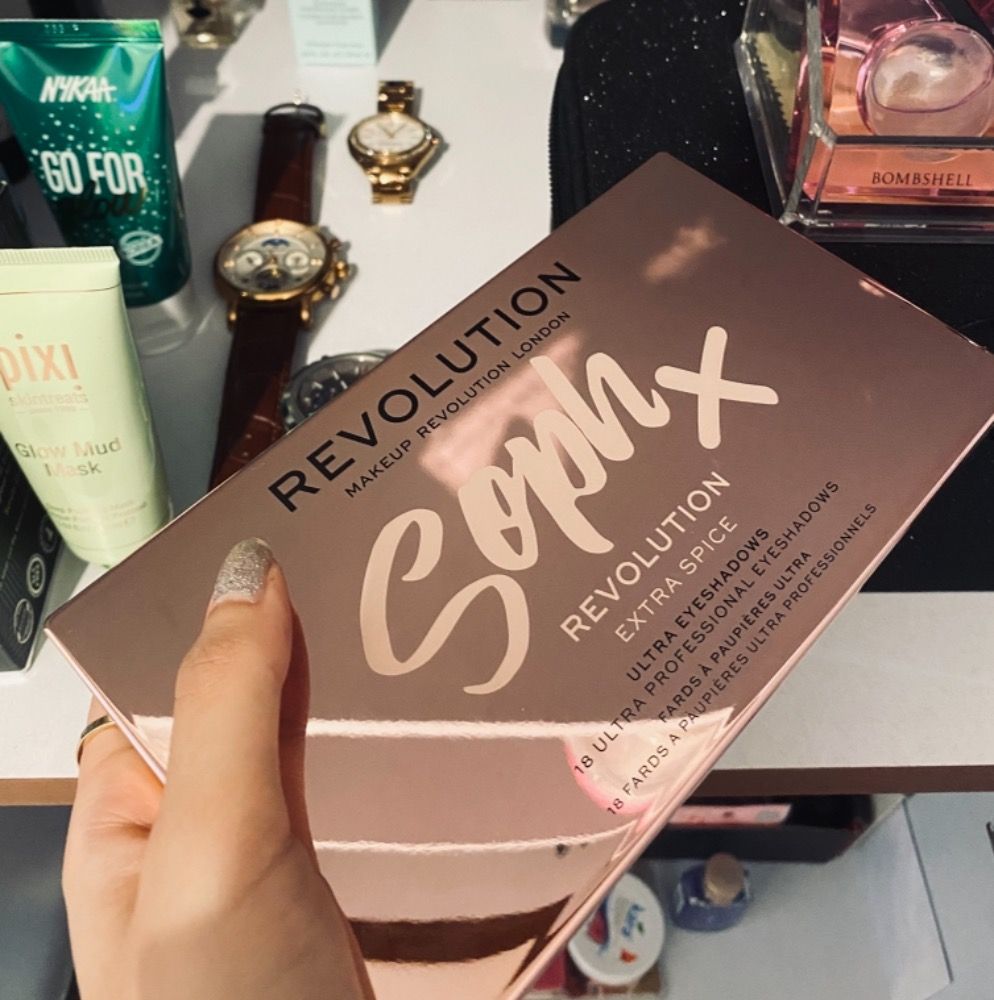 NYKAA
GO FOR
pixi
skintreats
Glow Mud
Mask
BOMBSHELL
REVOLUTION
MAKEUP REVOLUTION LONDON
Soph x
REVOLUTION
EXTRA SPICE
ULTRA EYESHADOWS
18 ULTRA PROFESSIONAL EYESHADOWS
FARDS À PAUPIÈRES ULTRA
18 FARDS À PAUPIÈRES ULTRA PROFESSIONNELS